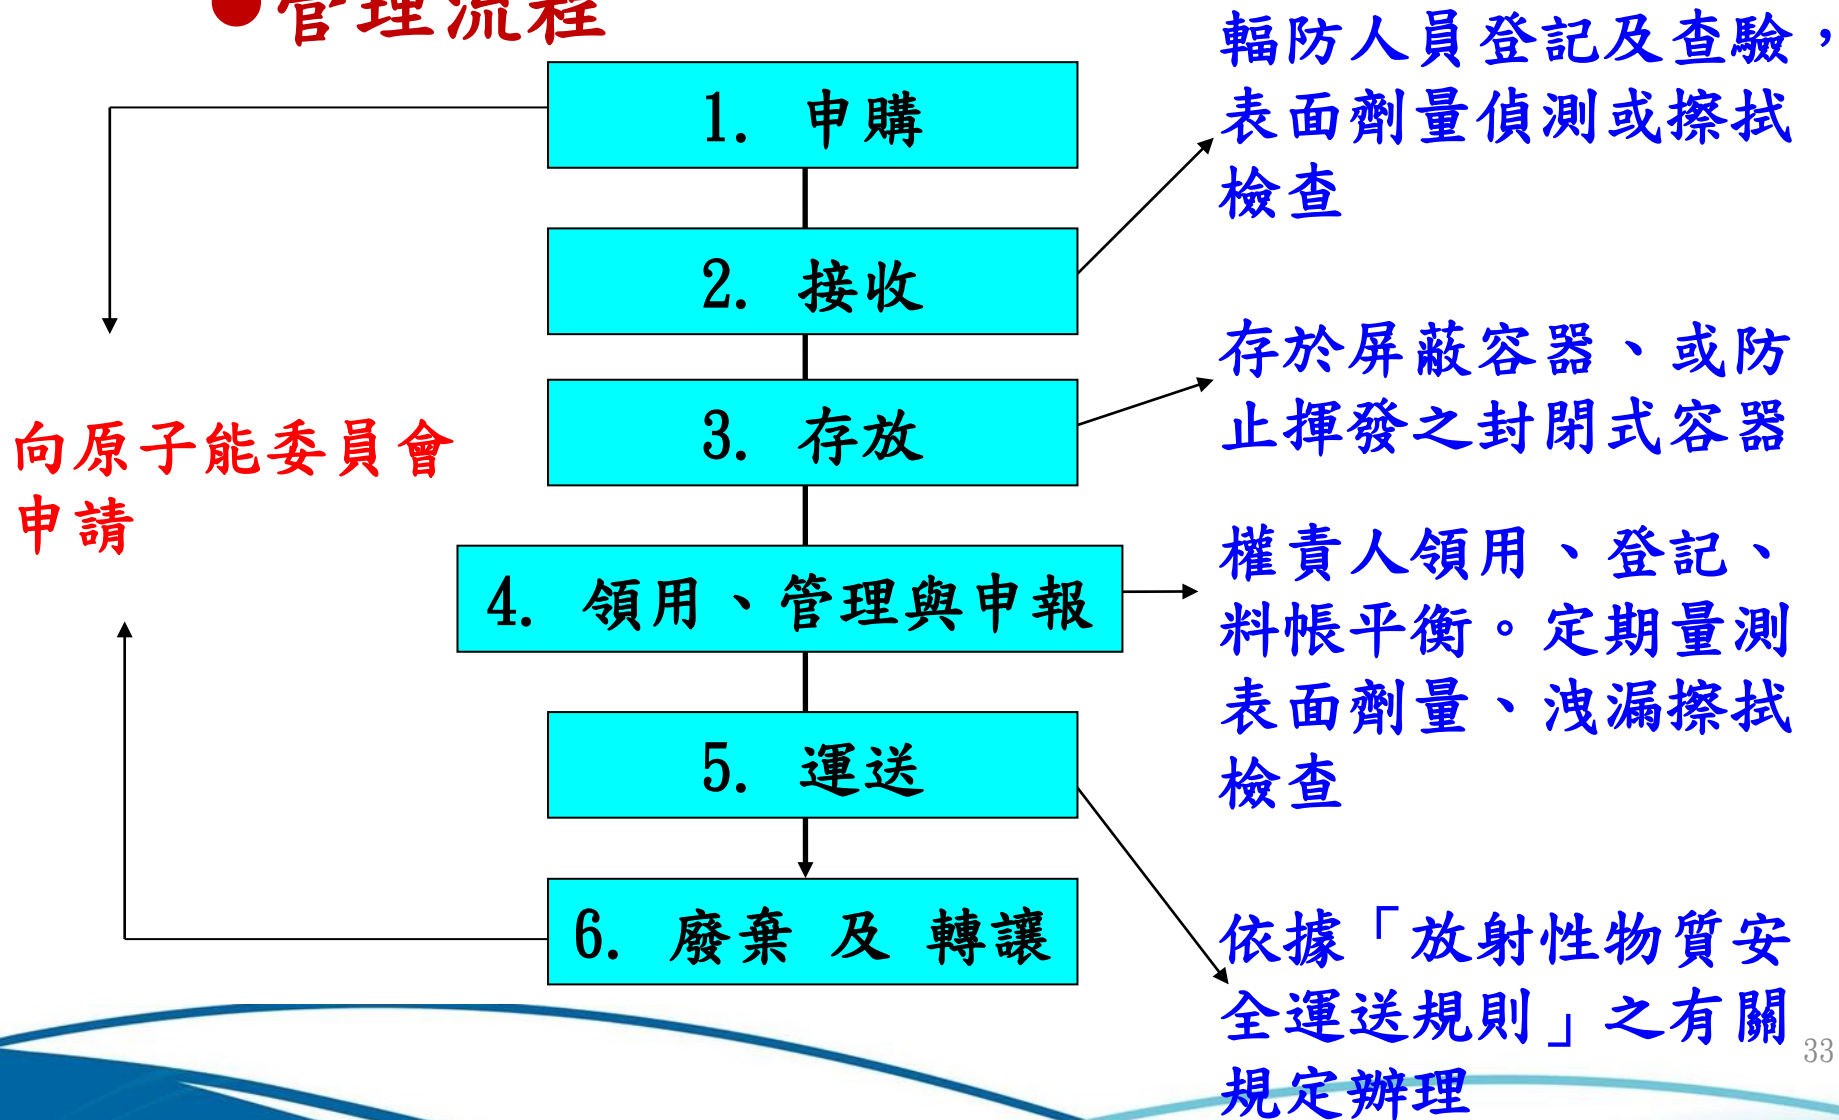 ●管理流程
1. 申購
2. 接收
3. 存放
4. 領用、管理與申報
5. 運送
6. 廢棄 及 轉讓
向原子能委員會
申請
輻防人員登記及查驗，
表面劑量偵測或擦拭
檢查
存於屏蔽容器、或防
止揮發之封閉式容器
權責人領用、登記、
料帳平衡。定期量測
表面劑量、洩漏擦拭
檢查
依據「放射性物質安
全運送規則」之有關
規定辦理
33